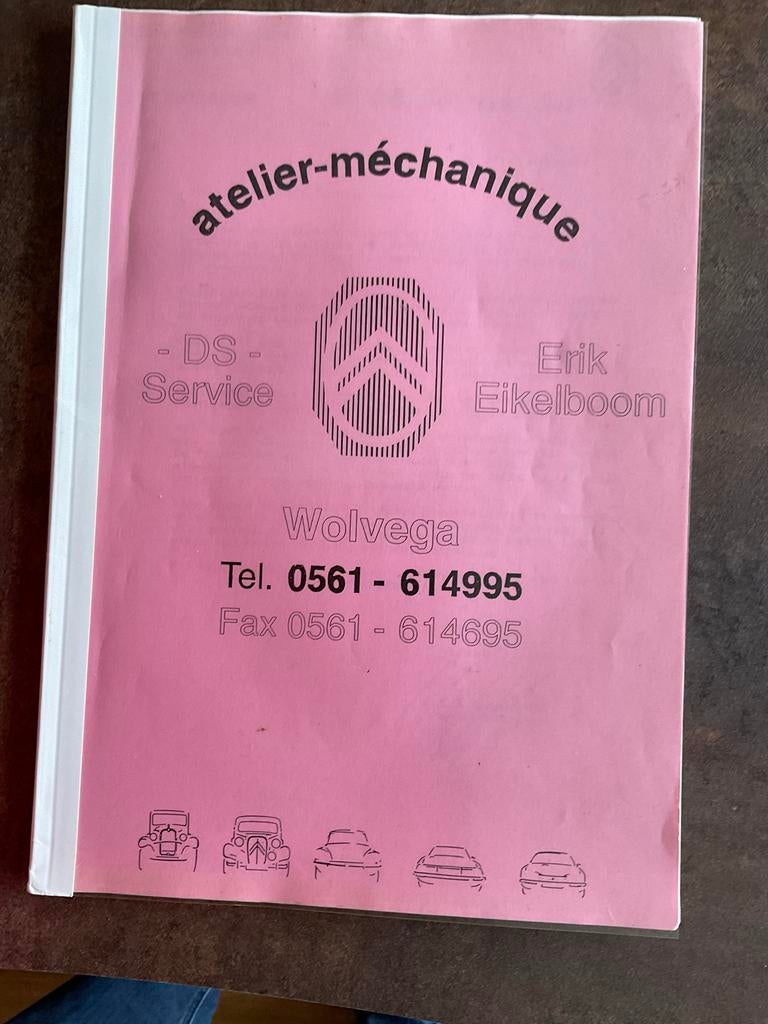 atelier-méchanique
- DS -
Service
Erik
Eikelboom
Wolvega
Tel. 0561 - 614995
Fax 0561 - 614695